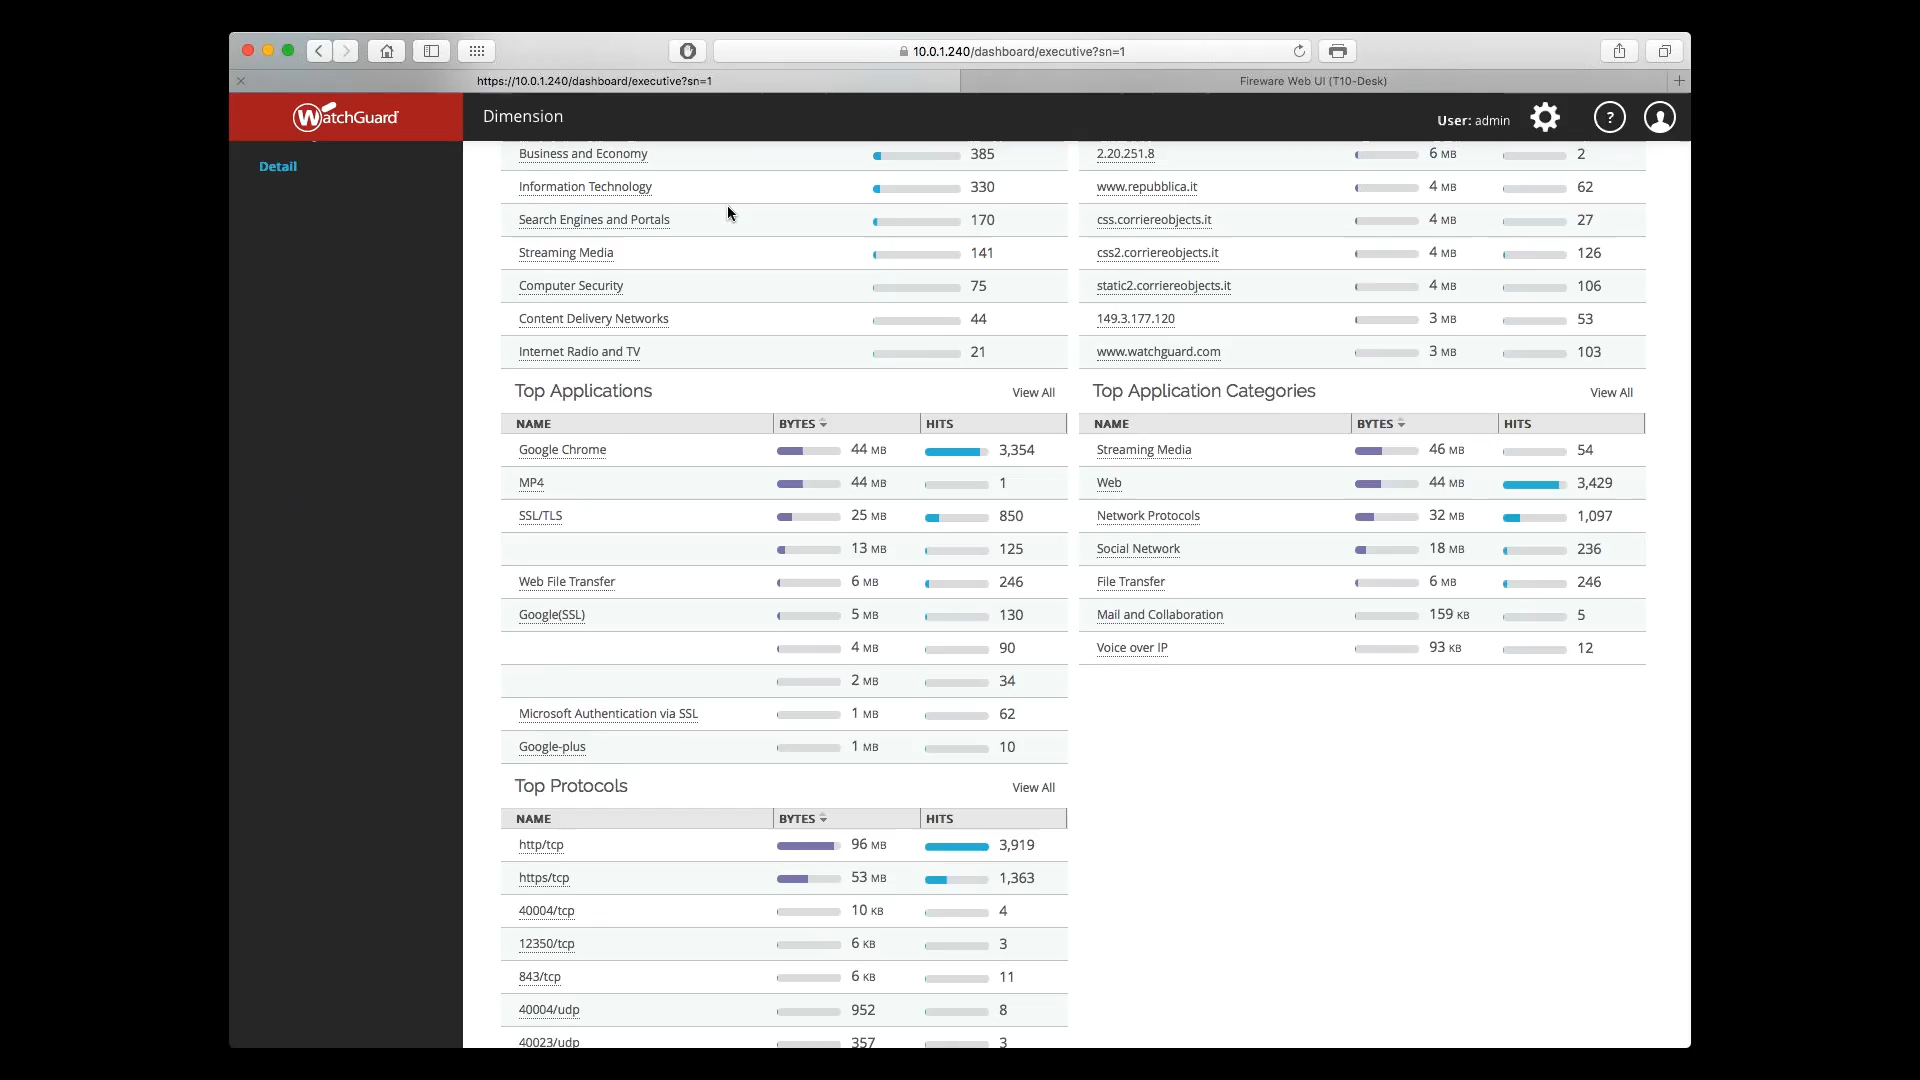 10.0.1.240/dashboard/executive?sn=1
https://10.0.1.240/dashboard/executive?sn=1
Fireware Web UI (T10-Desk)
WatchGuard
Dimension
User: admin
?
Detail
Business and Economy 385
Information Technology 330
Search Engines and Portals 170
Streaming Media 141
Computer Security 75
Content Delivery Networks 44
Internet Radio and TV 21
2.20.251.8 6 MB 2
www.repubblica.it 4 MB 62
css.corriereobjects.it 4 MB 27
css2.corriereobjects.it 4 MB 126
static2.corriereobjects.it 4 MB 106
149.3.177.120 3 MB 53
www.watchguard.com 3 MB 103
Top Applications View All
NAME BYTES HITS
Google Chrome 44 MB 3,354
MP4 44 MB 1
SSL/TLS 25 MB 850
13 MB 125
Web File Transfer 6 MB 246
Google(SSL) 5 MB 130
4 MB 90
2 MB 34
Microsoft Authentication via SSL 1 MB 62
Google-plus 1 MB 10
Top Application Categories View All
NAME BYTES HITS
Streaming Media 46 MB 54
Web 44 MB 3,429
Network Protocols 32 MB 1,097
Social Network 18 MB 236
File Transfer 6 MB 246
Mail and Collaboration 159 KB 5
Voice over IP 93 KB 12
Top Protocols View All
NAME BYTES HITS
http/tcp 96 MB 3,919
https/tcp 53 MB 1,363
40004/tcp 10 KB 4
12350/tcp 6 KB 3
843/tcp 6 KB 11
40004/udp 952 8
40023/udp 357 3